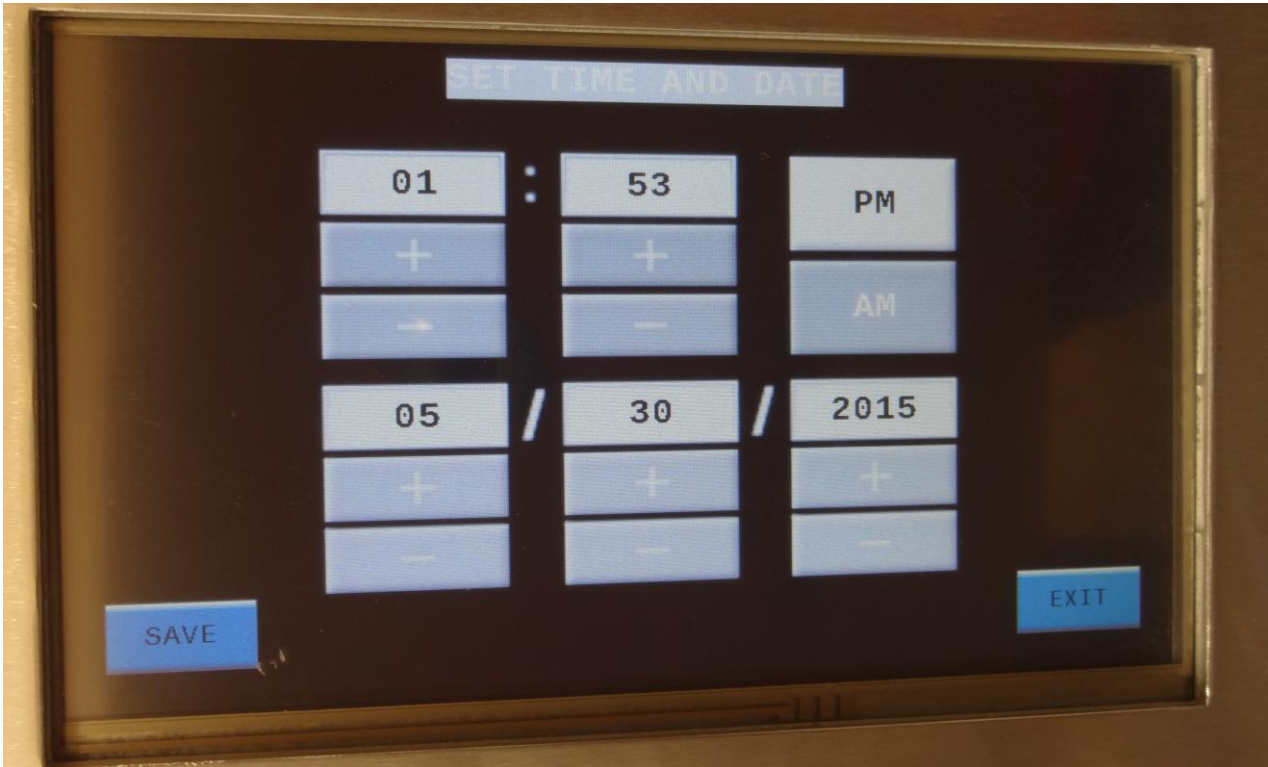 SET TIME AND DATE
01 : 53 PM
+ + AM
- -
05 / 30 / 2015
+ + +
- - -
SAVE EXIT